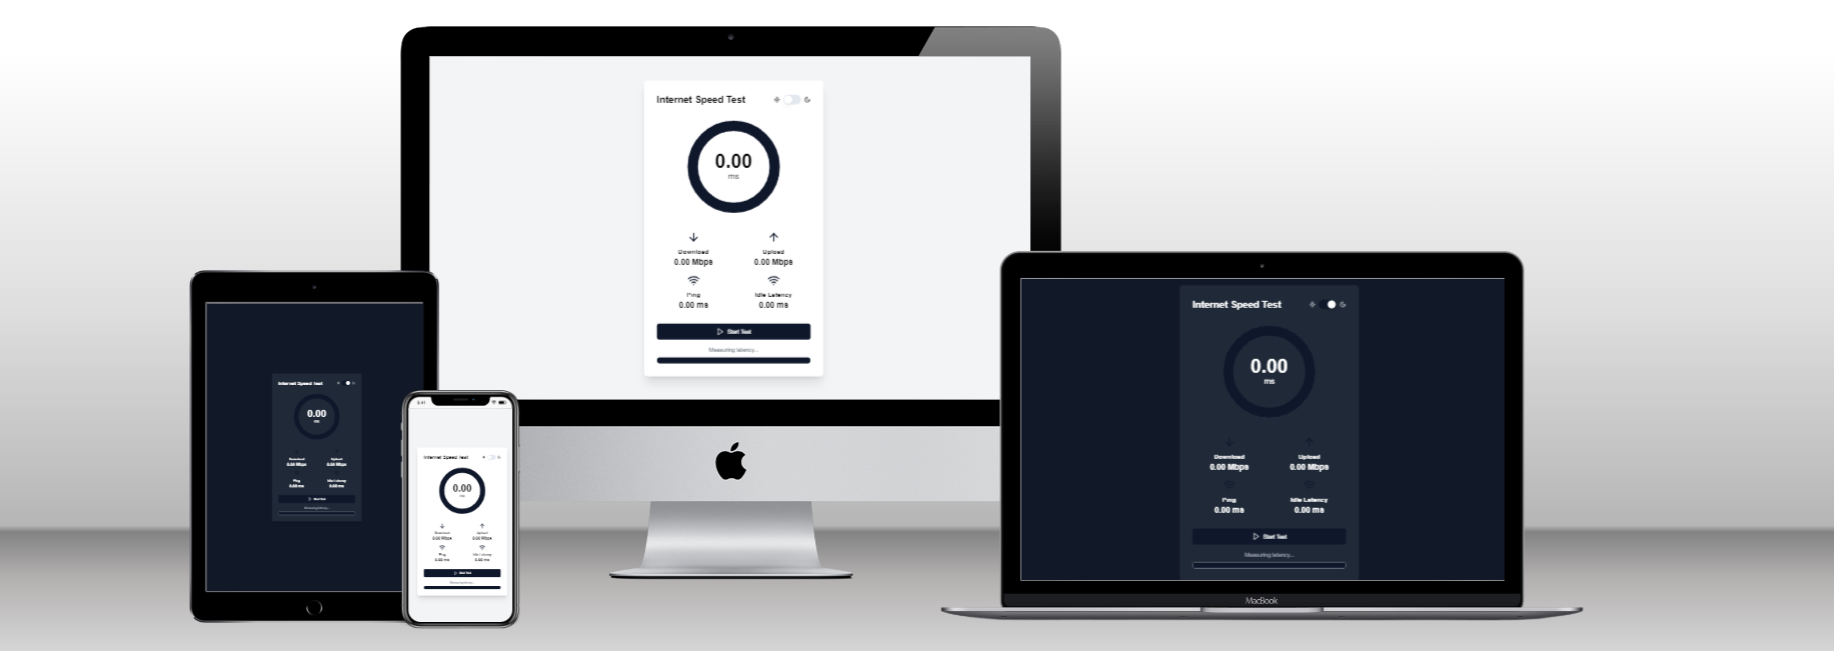 Internet Speed Test
0.00
ms
Download
Upload
0.00 Mbps
0.00 Mbps
Ping
Idle Latency
0.00 ms
0.00 ms
Start Test
Measuring latency...
Internet Speed Test
0.00
ms
Download
Upload
0.00 Mbps
0.00 Mbps
Ping
Idle Latency
0.00 ms
0.00 ms
Start Test
Measuring latency...
Internet Speed Test
0.00
ms
Download
Upload
0.00 Mbps
0.00 Mbps
Ping
Idle Latency
0.00 ms
0.00 ms
Start Test
Measuring latency...
MacBook
Internet Speed Test
0.00
ms
Download
Upload
0.00 Mbps
0.00 Mbps
Ping
Idle Latency
0.00 ms
0.00 ms
Start Test